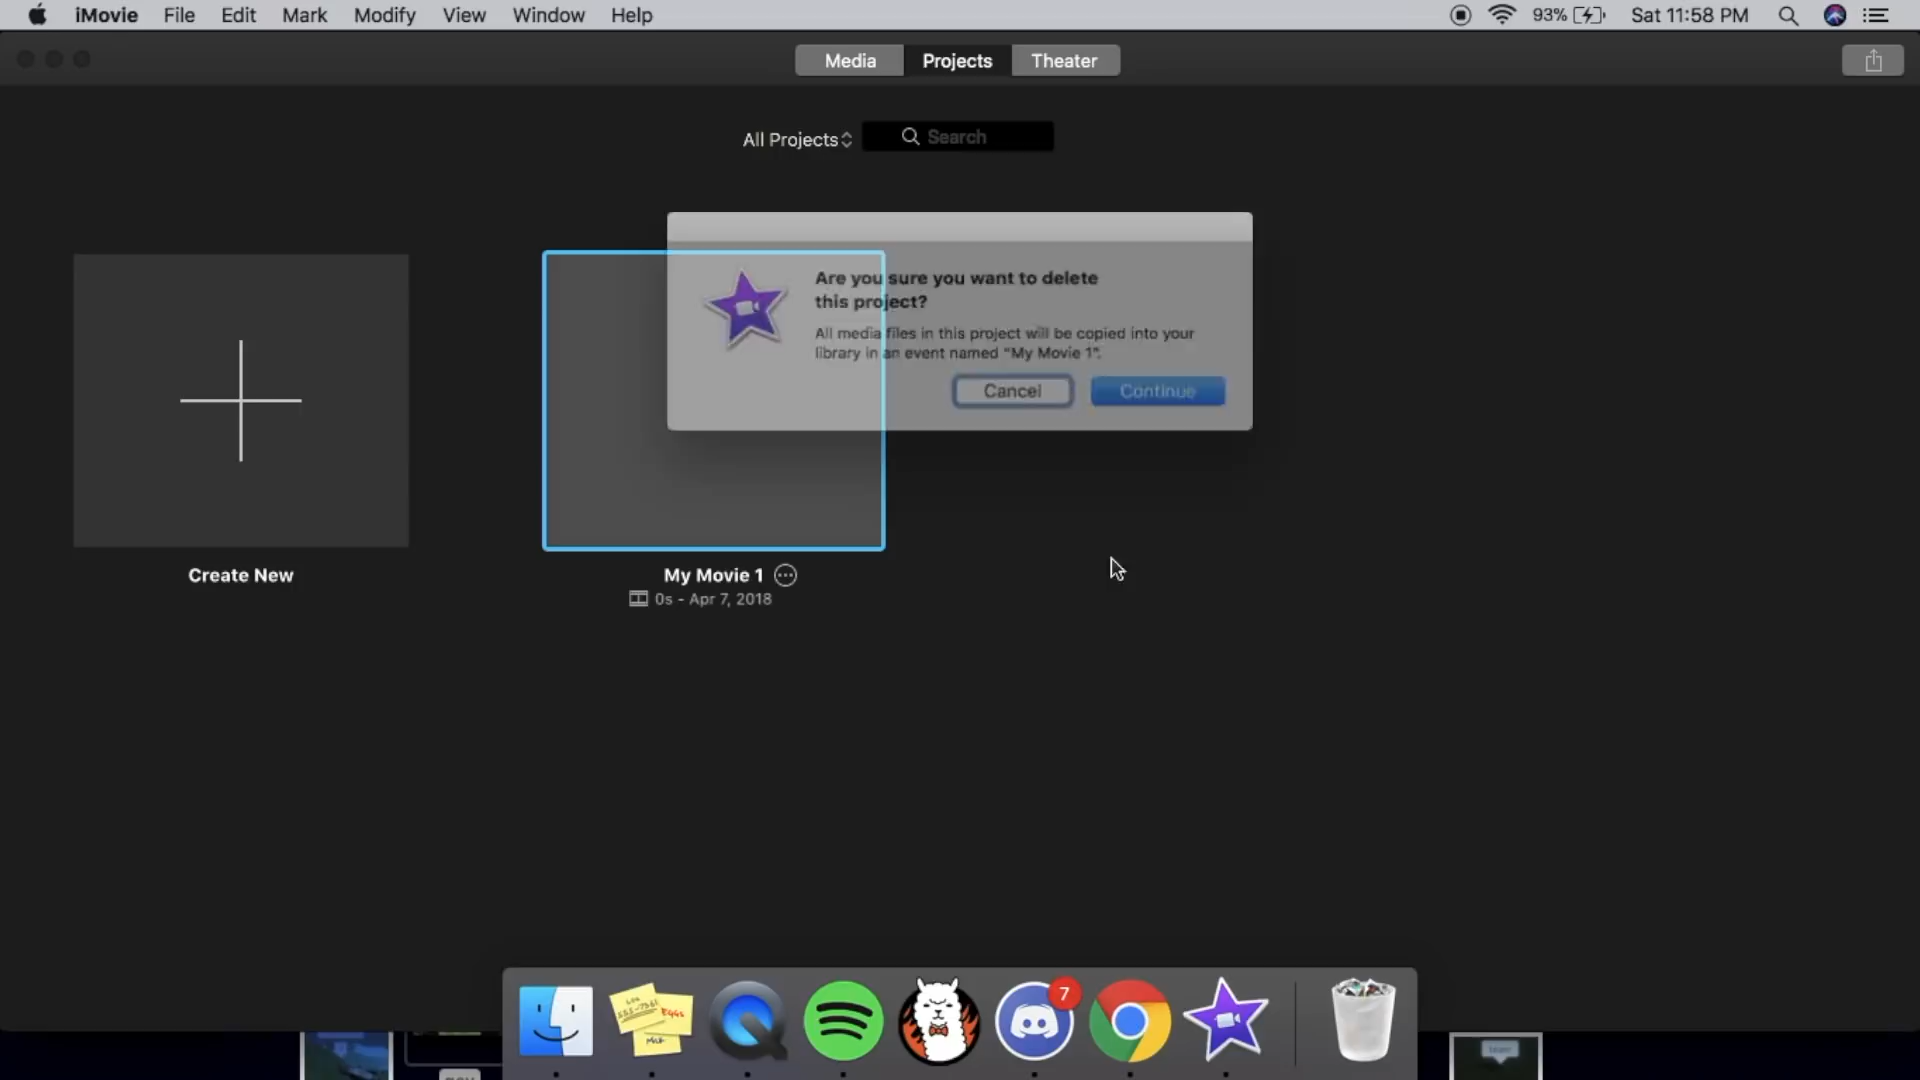 iMovie File Edit Mark Modify View Window Help 93% Sat 11:58 PM
Media Projects Theater
All Projects Search
Are you sure you want to delete
this project?
All media files in this project will be copied into your
library in an event named "My Movie 1".
Cancel Continue
Create New
My Movie 1
0s - Apr 7, 2018
7